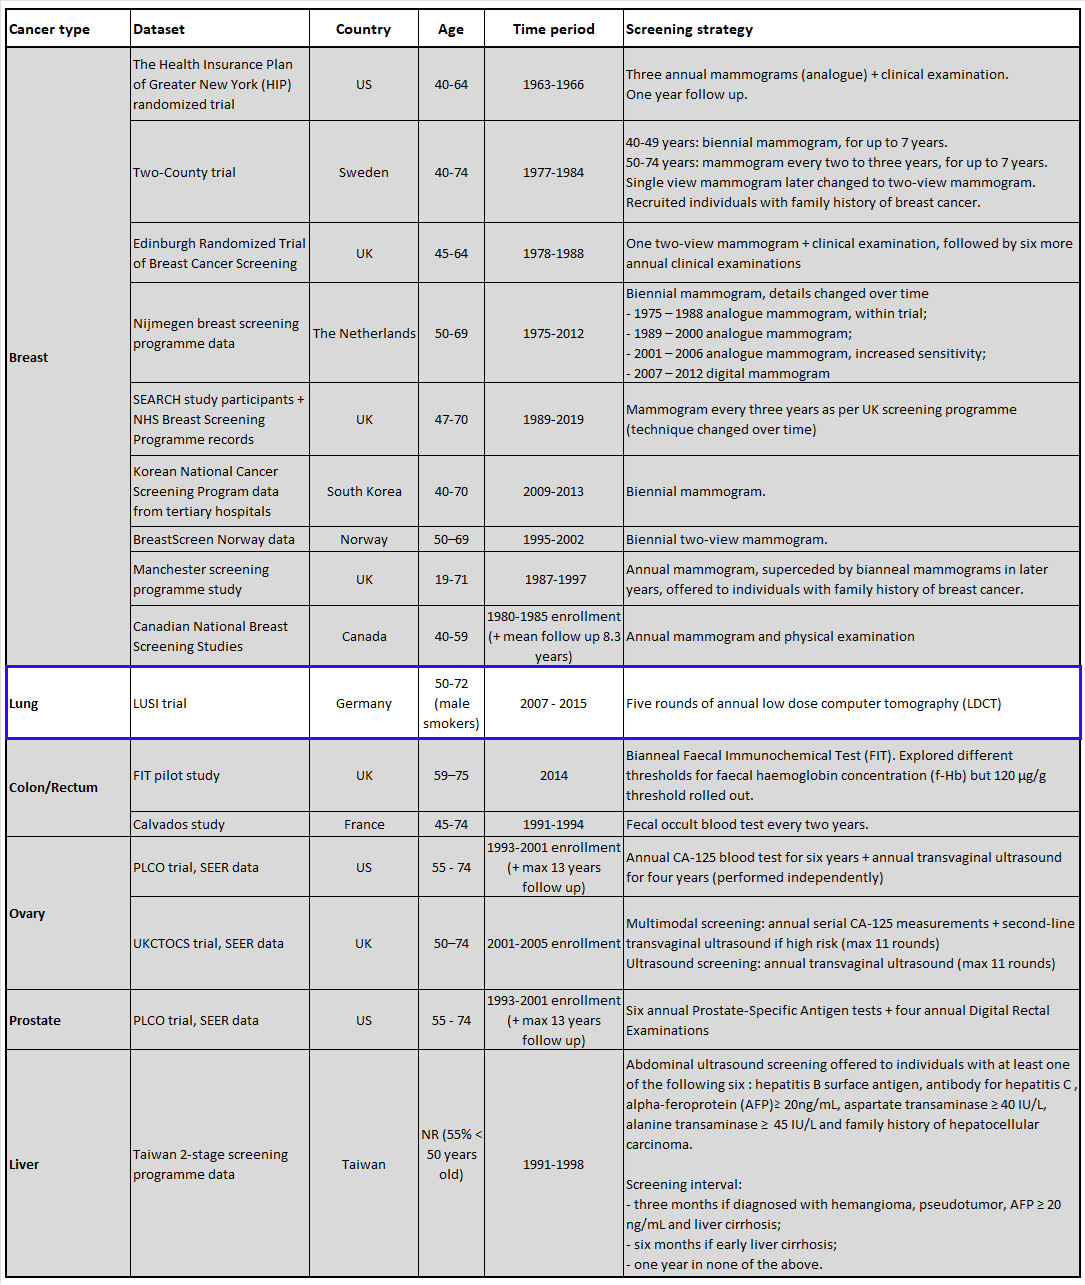 Cancer type Dataset Country Age Time period Screening strategy
Breast
The Health Insurance Plan
of Greater New York (HIP)
randomized trial
US
40-64
1963-1966
Three annual mammograms (analogue) + clinical examination.
One year follow up.
Two-County trial
Sweden
40-74
1977-1984
40-49 years: biennial mammogram, for up to 7 years.
50-74 years: mammogram every two to three years, for up to 7 years.
Single view mammogram later changed to two-view mammogram.
Recruited individuals with family history of breast cancer.
Edinburgh Randomized Trial
of Breast Cancer Screening
UK
45-64
1978-1988
One two-view mammogram + clinical examination, followed by six more
annual clinical examinations
Nijmegen breast screening
programme data
The Netherlands
50-69
1975-2012
Biennial mammogram, details changed over time
- 1975 – 1988 analogue mammogram, within trial;
- 1989 – 2000 analogue mammogram;
- 2001 – 2006 analogue mammogram, increased sensitivity;
- 2007 – 2012 digital mammogram
SEARCH study participants +
NHS Breast Screening
Programme records
UK
47-70
1989-2019
Mammogram every three years as per UK screening programme
(technique changed over time)
Korean National Cancer
Screening Program data
from tertiary hospitals
South Korea
40-70
2009-2013
Biennial mammogram.
BreastScreen Norway data
Norway
50–69
1995-2002
Biennial two-view mammogram.
Manchester screening
programme study
UK
19-71
1987-1997
Annual mammogram, superceded by bianneal mammograms in later
years, offered to individuals with family history of breast cancer.
Canadian National Breast
Screening Studies
Canada
40-59
1980-1985 enrollment
(+ mean follow up 8.3
years)
Annual mammogram and physical examination
Lung
LUSI trial
Germany
50-72
(male
smokers)
2007 - 2015
Five rounds of annual low dose computer tomography (LDCT)
Colon/Rectum
FIT pilot study
UK
59–75
2014
Bianneal Faecal Immunochemical Test (FIT). Explored different
thresholds for faecal haemoglobin concentration (f-Hb) but 120 μg/g
threshold rolled out.
Calvados study
France
45-74
1991-1994
Fecal occult blood test every two years.
Ovary
PLCO trial, SEER data
US
55 - 74
1993-2001 enrollment
(+ max 13 years
follow up)
Annual CA-125 blood test for six years + annual transvaginal ultrasound
for four years (performed independently)
UKCTOCS trial, SEER data
UK
50–74
2001-2005 enrollment
Multimodal screening: annual serial CA-125 measurements + second-line
transvaginal ultrasound if high risk (max 11 rounds)
Ultrasound screening: annual transvaginal ultrasound (max 11 rounds)
Prostate
PLCO trial, SEER data
US
55 - 74
1993-2001 enrollment
(+ max 13 years
follow up)
Six annual Prostate-Specific Antigen tests + four annual Digital Rectal
Examinations
Liver
Taiwan 2-stage screening
programme data
Taiwan
NR (55% <
50 years
old)
1991-1998
Abdominal ultrasound screening offered to individuals with at least one
of the following six : hepatitis B surface antigen, antibody for hepatitis C ,
alpha-feroprotein (AFP)≥ 20ng/mL, aspartate transaminase ≥ 40 IU/L,
alanine transaminase ≥ 45 IU/L and family history of hepatocellular
carcinoma.
Screening interval:
- three months if diagnosed with hemangioma, pseudotumor, AFP ≥ 20
ng/mL and liver cirrhosis;
- six months if early liver cirrhosis;
- one year in none of the above.